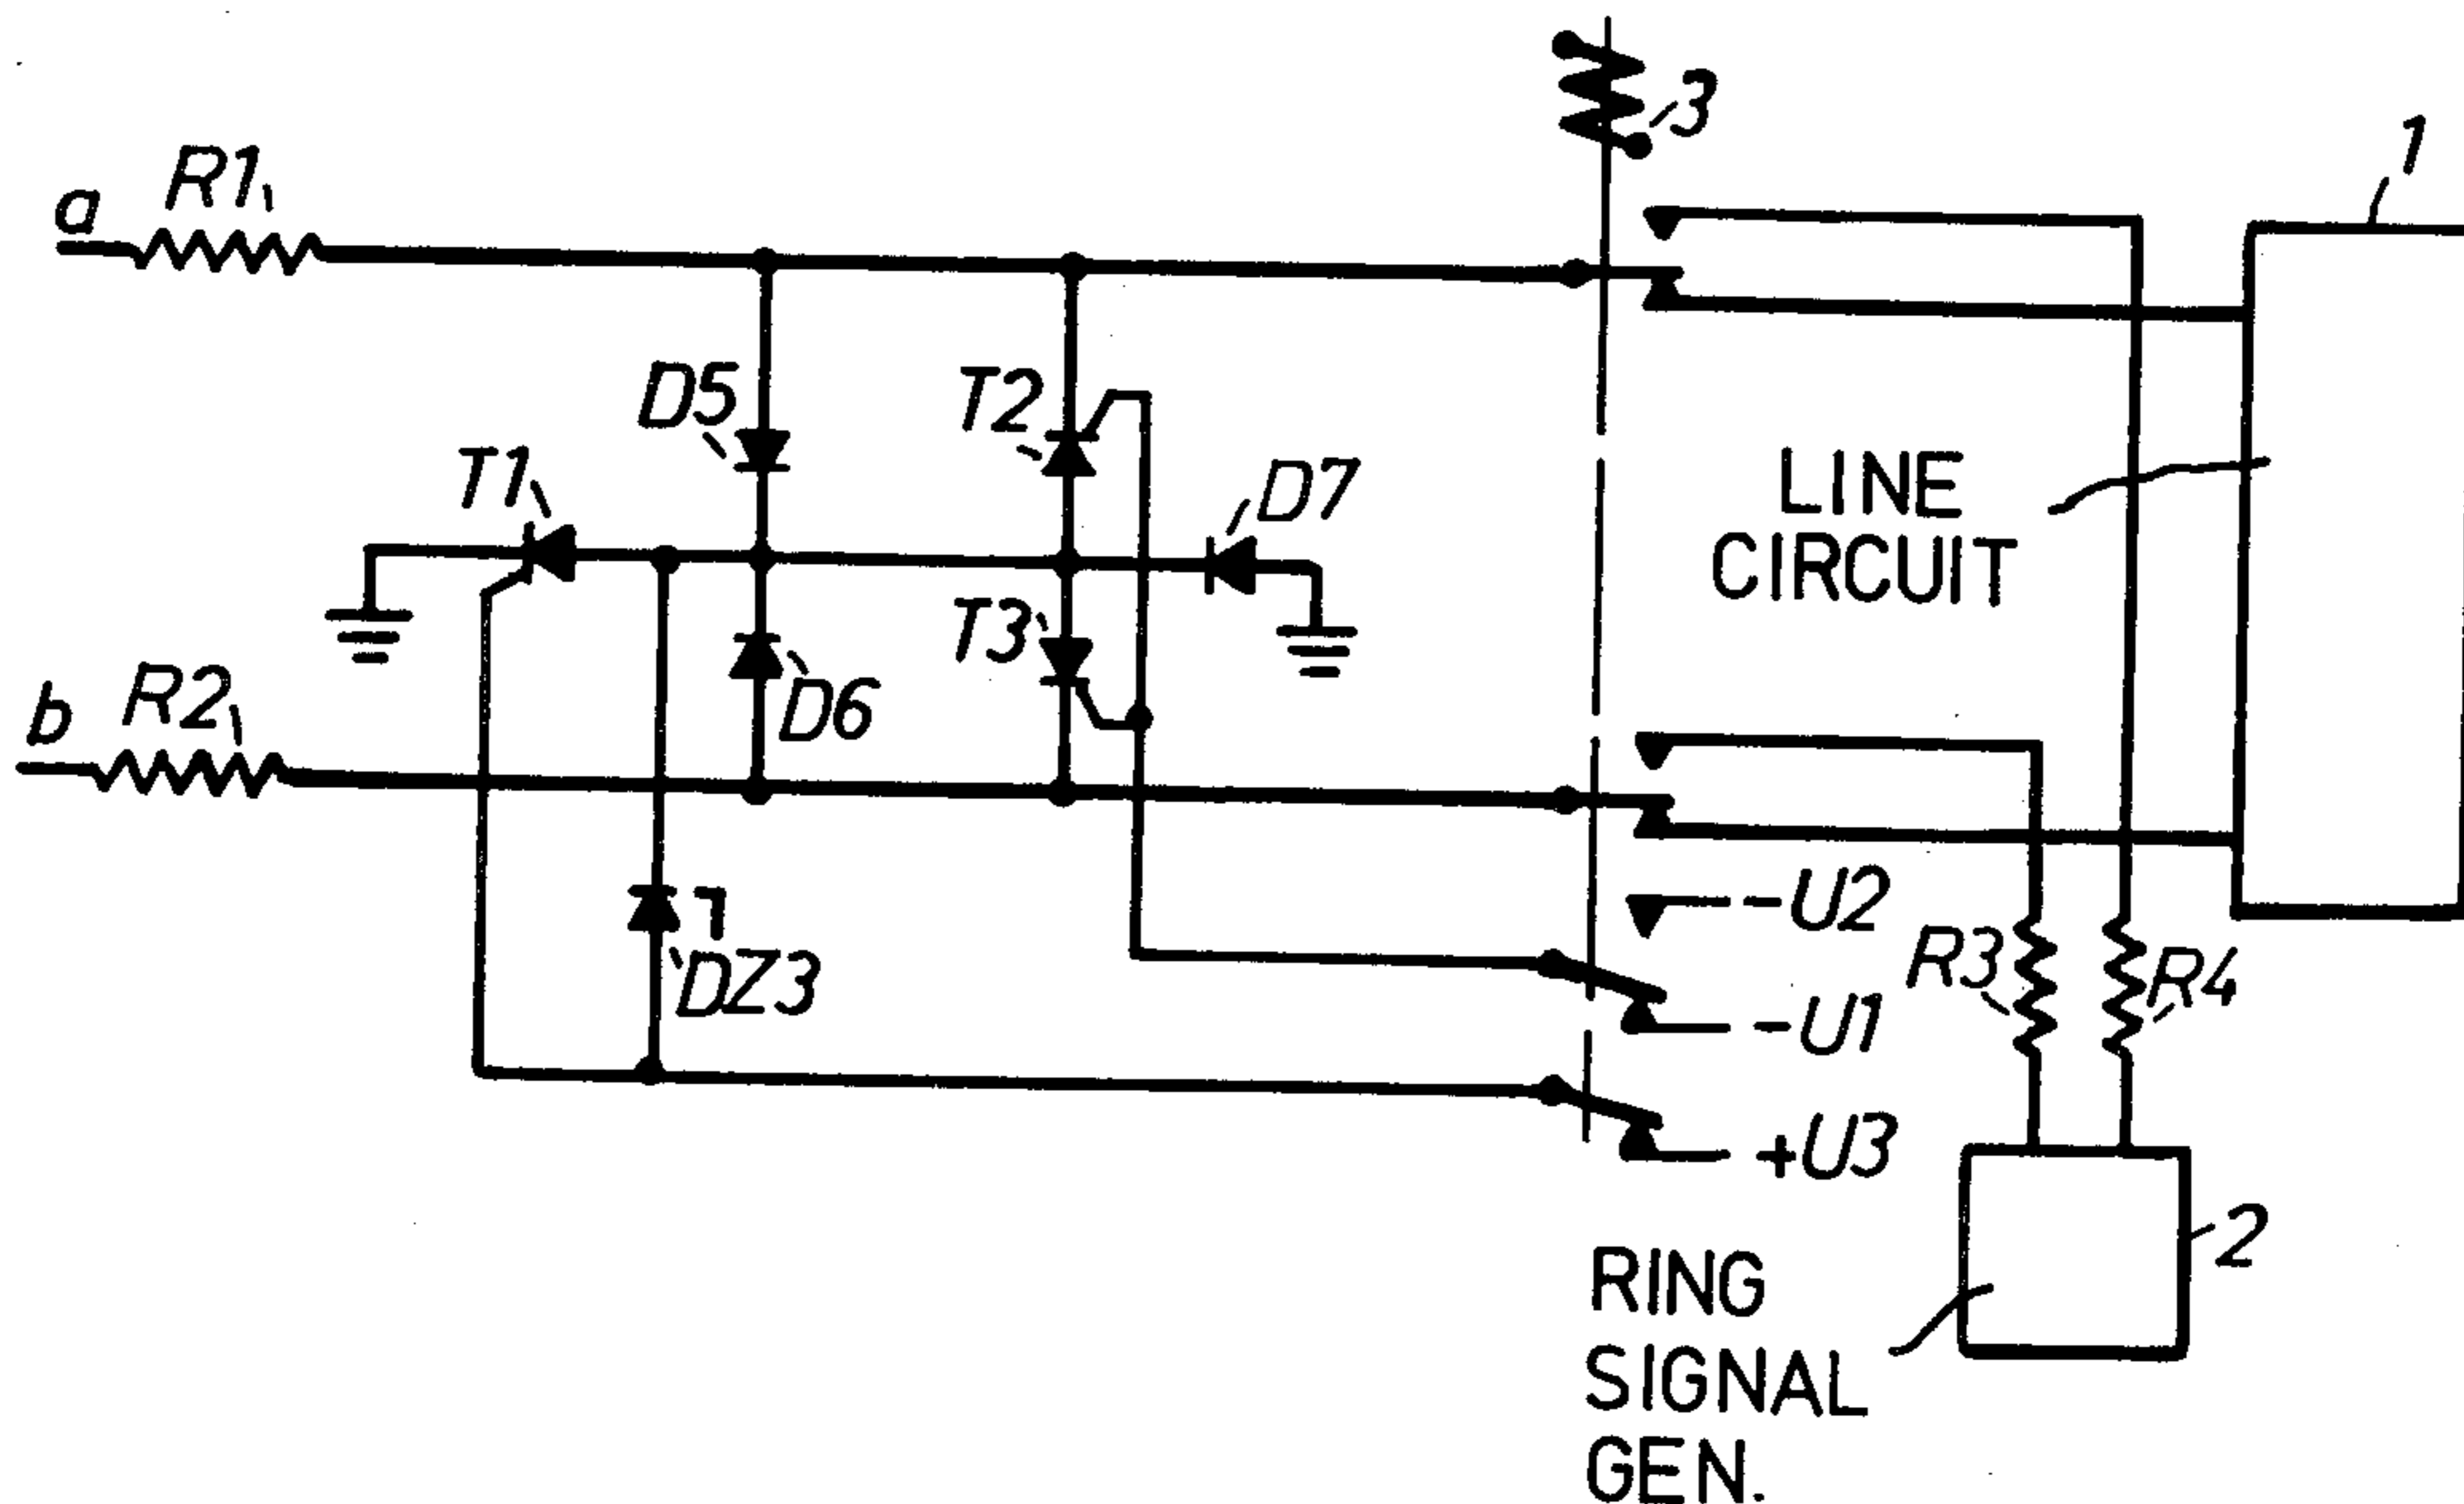 3
1
R1
a
D5
T2
T1
D7
LINE
CIRCUIT
T3
R2
b
D6
-U2
R3
R4
DZ3
-U1
+U3
2
RING
SIGNAL
GEN.